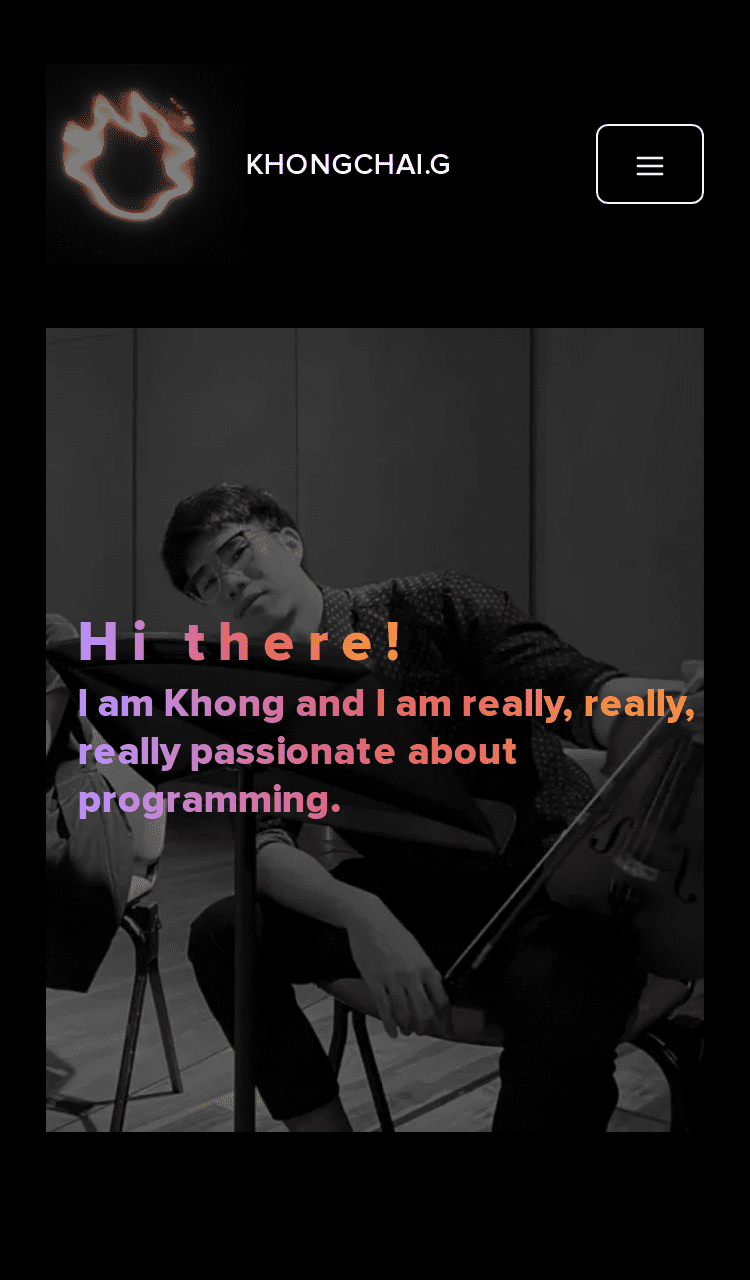 KHONGCHAI.G
Hi there!
I am Khong and I am really, really,
really passionate about
programming.